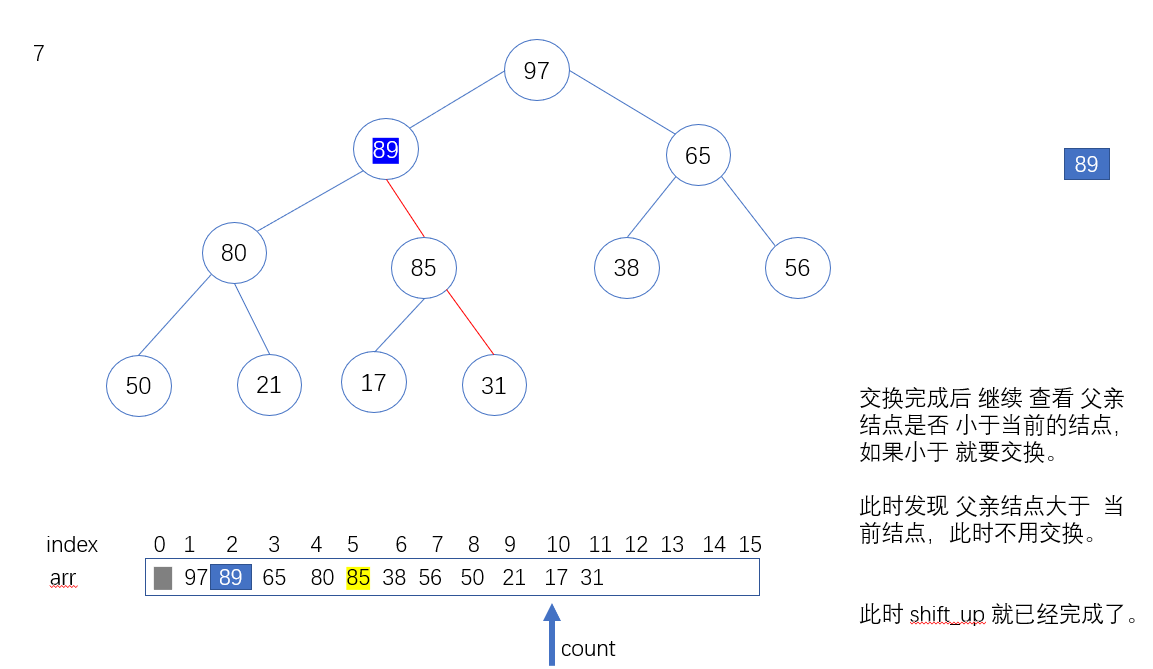 7
97
89
65
89
80
85
38
56
50
21
17
31
交换完成后 继续 查看 父亲
结点是否 小于当前的结点，
如果小于 就要交换。
此时发现 父亲结点大于 当
前结点，此时不用交换。
此时 shift_up 就已经完成了。
index 0 1 2 3 4 5 6 7 8 9 10 11 12 13 14 15
arr 97 89 65 80 85 38 56 50 21 17 31
count